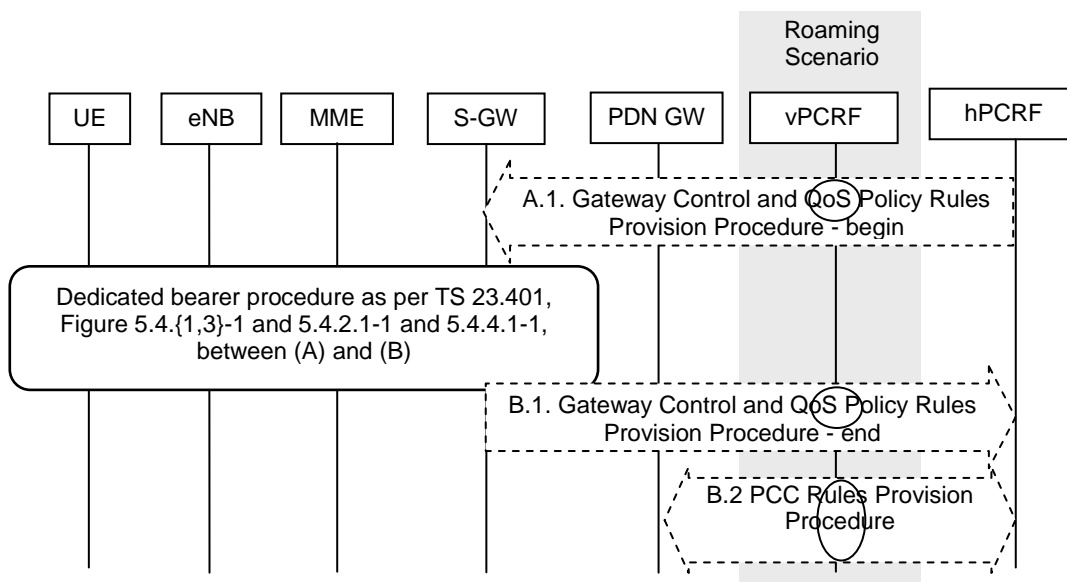 Roaming
Scenario
UE
eNB
MME
S-GW
PDN GW
vPCRF
hPCRF
A.1. Gateway Control and QoS Policy Rules
Provision Procedure - begin
Dedicated bearer procedure as per TS 23.401,
Figure 5.4.{1,3}-1 and 5.4.2.1-1 and 5.4.4.1-1,
between (A) and (B)
B.1. Gateway Control and QoS Policy Rules
Provision Procedure - end
B.2 PCC Rules Provision
Procedure